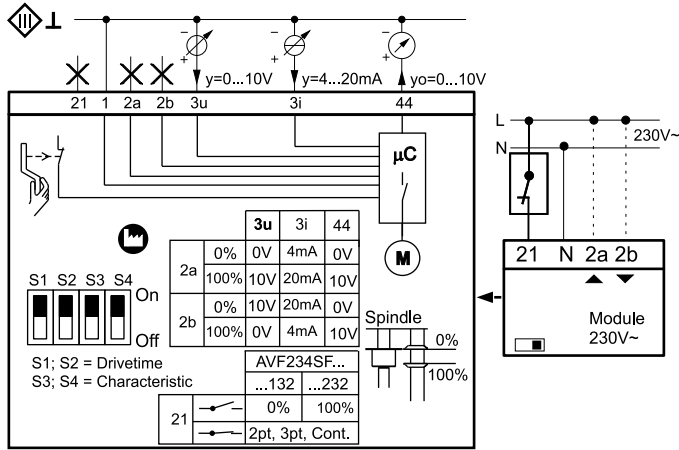 III
− − −
+ + +
y=0...10V y=4...20mA yo=0...10V
21 1 2a 2b 3u 3i 44
µC
M
3u 3i 44
2a 0% 0V 4mA 0V
100% 10V 20mA 10V
2b 0% 10V 20mA 0V
100% 0V 4mA 10V
S1 S2 S3 S4
On
Off
S1; S2 = Drivetime
S3; S4 = Characteristic
Spindle
0%
100%
AVF234SF...
...132 ...232
21 0% 100%
2pt, 3pt, Cont.
L
N
230V~
21 N 2a 2b
Module
230V~